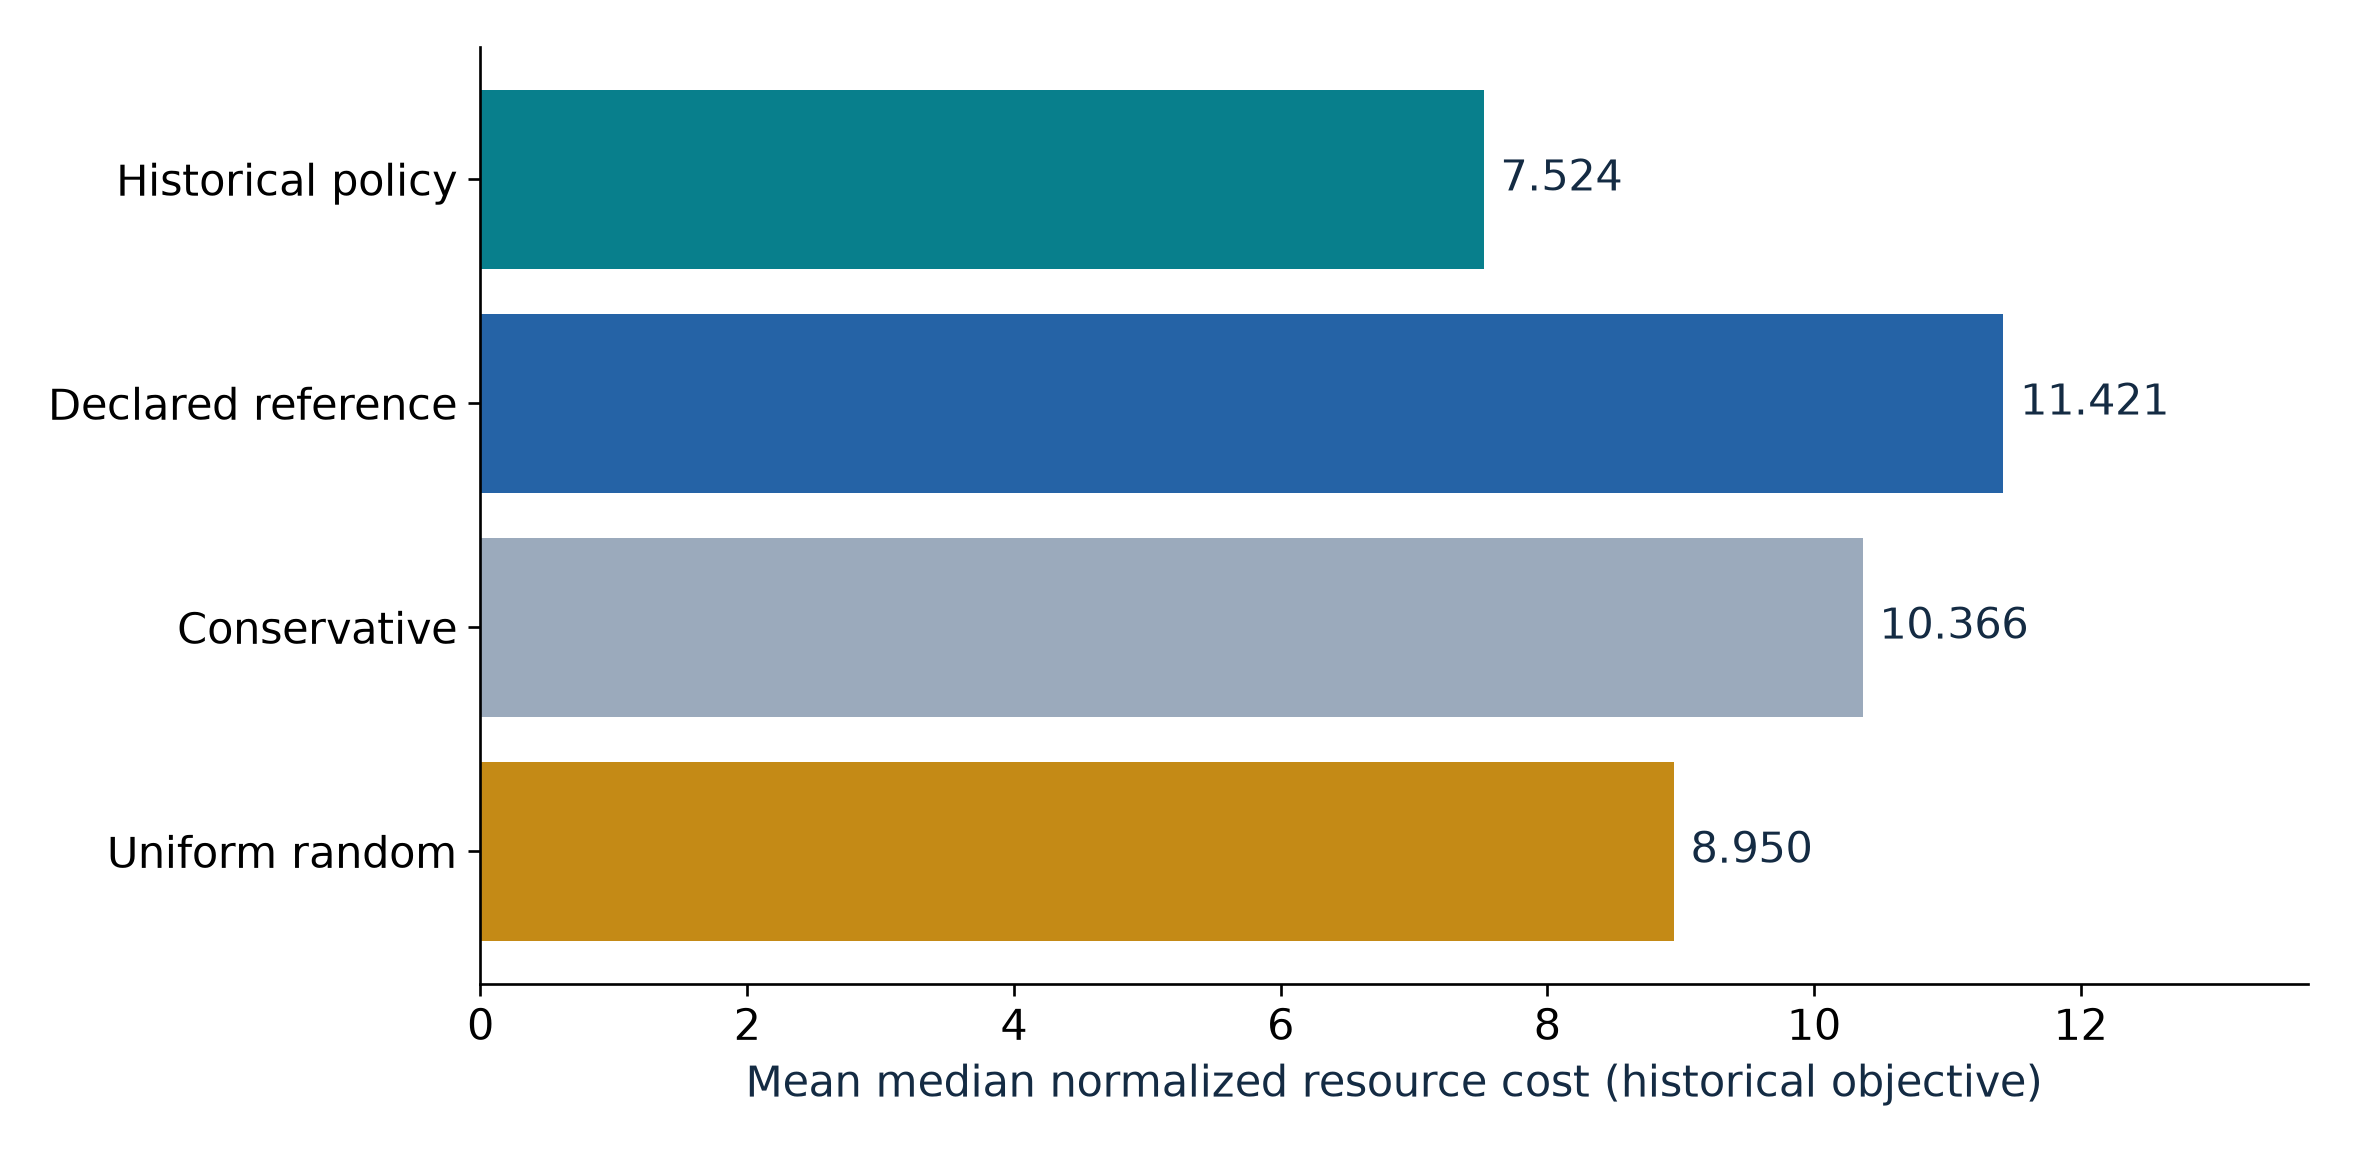 Historical policy
7.524
Declared reference
11.421
Conservative
10.366
Uniform random
8.950
0 2 4 6 8 10 12
Mean median normalized resource cost (historical objective)